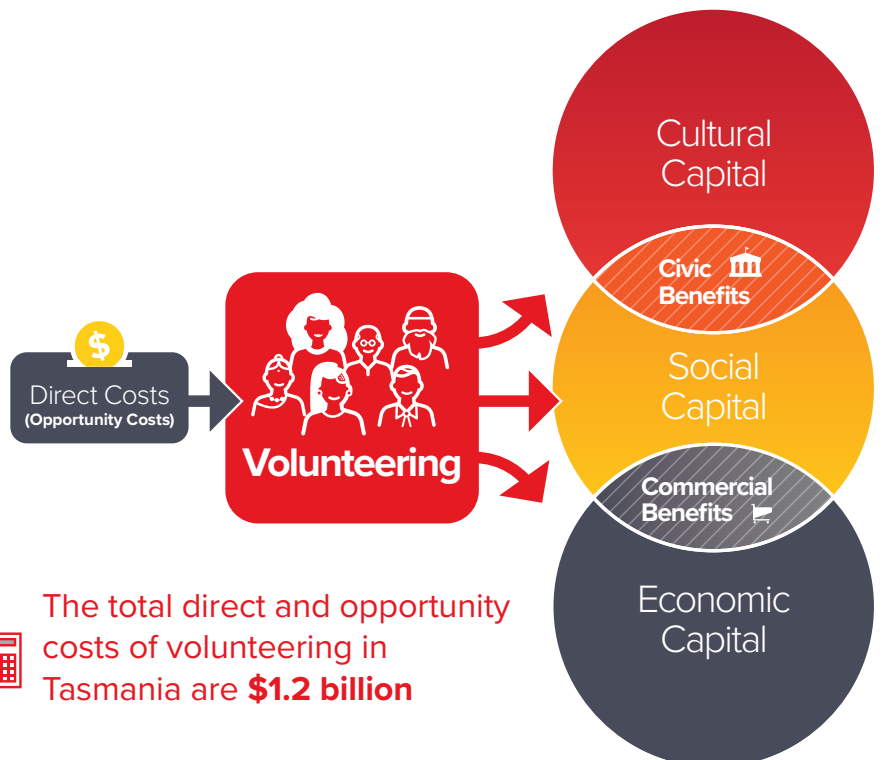 $
Direct Costs
(Opportunity Costs)
Volunteering
Cultural
Capital
Civic
Benefits
Social
Capital
Commercial
Benefits
Economic
Capital
The total direct and opportunity
costs of volunteering in
Tasmania are $1.2 billion